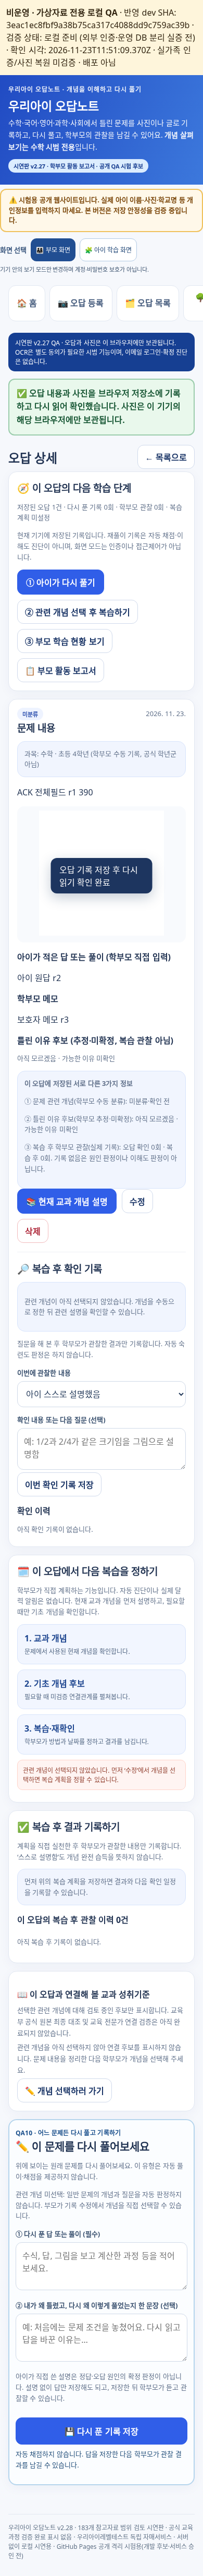 비운영 · 가상자료 전용 로컬 QA · 반영 dev SHA:
3eac1ec8fbf9a38b75ca317c4088dd9c759ac39b ·
검증 상태: 로컬 준비 (외부 인증·운영 DB 분리 실증 전)
· 확인 시각: 2026-11-23T11:51:09.370Z · 실가족 인
증/사진 복원 미검증 · 배포 아님
우리아이 오답노트 · 개념을 이해하고 다시 풀기
우리아이 오답노트
수학·국어·영어·과학·사회에서 틀린 문제를 사진이나 글로 기
록하고, 다시 풀고, 학부모의 관찰을 남길 수 있어요. 개념 살펴
보기는 수학 시범 전용입니다.
시연판 v2.27 · 학부모 활동 보고서 · 공개 QA 시험 후보
⚠️ 시험용 공개 웹사이트입니다. 실제 아이 이름·사진·학교명 등 개
인정보를 입력하지 마세요. 본 버전은 저장 안정성을 검증 중입니
다.
화면 선택
👨‍👩‍👧 부모 화면
🧩 아이 학습 화면
기기 안의 보기 모드만 변경하며 계정·비밀번호 보호가 아닙니다.
🏠 홈
📷 오답 등록
🗂️ 오답 목록
시연판 v2.27 QA · 오답과 사진은 이 브라우저에만 보관됩니다.
OCR은 별도 동의가 필요한 시범 기능이며, 이메일 로그인·확정 진단
은 없습니다.
✅ 오답 내용과 사진을 브라우저 저장소에 기록
하고 다시 읽어 확인했습니다. 사진은 이 기기의
해당 브라우저에만 보관됩니다.
오답 상세
← 목록으로
🧭 이 오답의 다음 학습 단계
저장된 오답 1건 · 다시 푼 기록 0회 · 학부모 관찰 0회 · 복습
계획 미설정
현재 기기에 저장된 기록입니다. 재풀이 기록은 자동 채점·이
해도 진단이 아니며, 화면 모드는 인증이나 접근제어가 아닙
니다.
① 아이가 다시 풀기
② 관련 개념 선택 후 복습하기
③ 부모 학습 현황 보기
📋 부모 활동 보고서
미분류
2026. 11. 23.
문제 내용
과목: 수학 · 초등 4학년 (학부모 수동 기록, 공식 학년군
아님)
ACK 전체필드 r1 390
오답 기록 저장 후 다시
읽기 확인 완료
아이가 적은 답 또는 풀이 (학부모 직접 입력)
아이 원답 r2
학부모 메모
보호자 메모 r3
틀린 이유 후보 (추정·미확정, 복습 관찰 아님)
아직 모르겠음 · 가능한 이유 미확인
이 오답에 저장된 서로 다른 3가지 정보
① 문제 관련 개념(학부모 수동 분류): 미분류·확인 전
② 틀린 이유 후보(학부모 추정·미확정): 아직 모르겠음 ·
가능한 이유 미확인
③ 복습 후 학부모 관찰(실제 기록): 오답 확인 0회 · 복
습 후 0회. 기록 없음은 원인 판정이나 이해도 판정이 아
닙니다.
📚 현재 교과 개념 설명
수정
삭제
🔎 복습 후 확인 기록
관련 개념이 아직 선택되지 않았습니다. 개념을 수동으
로 정한 뒤 관련 설명을 확인할 수 있습니다.
질문을 해 본 후 학부모가 관찰한 결과만 기록합니다. 자동 숙
련도 판정은 하지 않습니다.
이번에 관찰한 내용
아이 스스로 설명했음
확인 내용 또는 다음 질문 (선택)
예: 1/2과 2/4가 같은 크기임을 그림으로 설
명함
이번 확인 기록 저장
확인 이력
아직 확인 기록이 없습니다.
🗓️ 이 오답에서 다음 복습을 정하기
학부모가 직접 계획하는 기능입니다. 자동 진단이나 실제 달
력 알림은 없습니다. 현재 교과 개념을 먼저 설명하고, 필요할
때만 기초 개념을 확인합니다.
1. 교과 개념
문제에서 사용된 현재 개념을 확인합니다.
2. 기초 개념 후보
필요할 때 미검증 연결관계를 펼쳐봅니다.
3. 복습·재확인
학부모가 방법과 날짜를 정하고 결과를 남깁니다.
관련 개념이 선택되지 않았습니다. 먼저 ‘수정’에서 개념을 선
택하면 복습 계획을 정할 수 있습니다.
✅ 복습 후 결과 기록하기
계획을 직접 실천한 후 학부모가 관찰한 내용만 기록합니다.
‘스스로 설명함’도 개념 완전 습득을 뜻하지 않습니다.
먼저 위의 복습 계획을 저장하면 결과와 다음 확인 일정
을 기록할 수 있습니다.
이 오답의 복습 후 관찰 이력 0건
아직 복습 후 기록이 없습니다.
📖 이 오답과 연결해 볼 교과 성취기준
선택한 관련 개념에 대해 검토 중인 후보만 표시합니다. 교육
부 공식 원본 최종 대조 및 교육 전문가 연결 검증은 아직 완
료되지 않았습니다.
관련 개념이 아직 선택하지 않아 연결 후보를 표시하지 않습
니다. 문제 내용을 정리한 다음 학부모가 개념을 선택해 주세
요.
✏️ 개념 선택하러 가기
QA10 · 어느 문제든 다시 풀고 기록하기
✏️ 이 문제를 다시 풀어보세요
위에 보이는 원래 문제를 다시 풀어보세요. 이 유형은 자동 풀
이·채점을 제공하지 않습니다.
관련 개념 미선택: 일반 문제의 개념과 질문을 자동 판정하지
않습니다. 부모가 기록 수정에서 개념을 직접 선택할 수 있습
니다.
① 다시 푼 답 또는 풀이 (필수)
수식, 답, 그림을 보고 계산한 과정 등을 적어
보세요.
② 내가 왜 틀렸고, 다시 왜 이렇게 풀었는지 한 문장 (선택)
예: 처음에는 문제 조건을 놓쳤어요. 다시 읽고
답을 바꾼 이유는…
아이가 직접 쓴 설명은 정답·오답 원인의 확정 판정이 아닙니
다. 설명 없이 답만 저장해도 되고, 저장한 뒤 학부모가 듣고 관
찰할 수 있습니다.
💾 다시 푼 기록 저장
자동 채점하지 않습니다. 답을 저장한 다음 학부모가 관찰 결
과를 남길 수 있습니다.
우리아이 오답노트 v2.28 · 183개 참고자료 범위 검토 시연판 · 공식 교육
과정 검증 완료 표시 없음 · 우리아이레벨테스트 독립 자매서비스 · 서버
없이 로컬 시연용 · GitHub Pages 공개 격리 시험용(개발 후보·서비스 승
인 전)